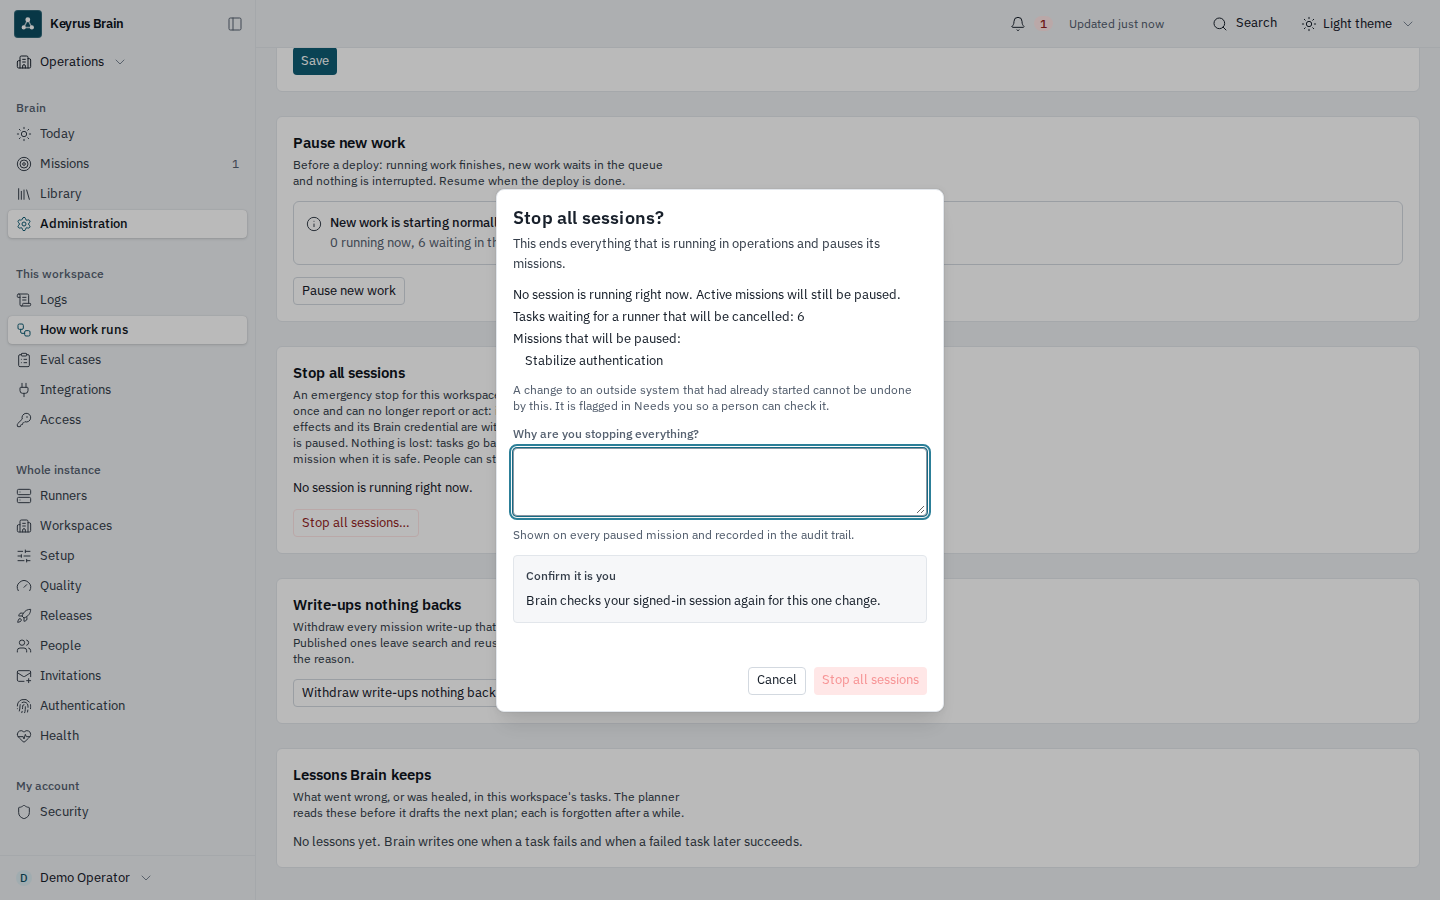 Keyrus Brain
Operations
Brain
Today
Missions 1
Library
Administration
This workspace
Logs
How work runs
Eval cases
Integrations
Access
Whole instance
Runners
Workspaces
Setup
Quality
Releases
People
Invitations
Authentication
Health
My account
Security
D Demo Operator
1 Updated just now Search Light theme
Save
Pause new work
Before a deploy: running work finishes, new work waits in the queue
and nothing is interrupted. Resume when the deploy is done.
New work is starting
0 running now, 6 waiting in
Pause new work
Stop all sessions
An emergency stop for this workspace
once and can no longer report or act:
effects and its Brain credential are
is paused. Nothing is lost: tasks go
mission when it is safe. People can
No session is running right now.
Stop all sessions...
Write-ups nothing backs
Withdraw every mission write-up that
Published ones leave search and
the reason.
Withdraw write-ups nothing
Lessons Brain keeps
What went wrong, or was healed, in this workspace's tasks. The planner
reads these before it drafts the next plan; each is forgotten after a while.
No lessons yet. Brain writes one when a task fails and when a failed task later succeeds.
Stop all sessions?
This ends everything that is running in operations and pauses its
missions.
No session is running right now. Active missions will still be paused.
Tasks waiting for a runner that will be cancelled: 6
Missions that will be paused:
Stabilize authentication
A change to an outside system that had already started cannot be undone
by this. It is flagged in Needs you so a person can check it.
Why are you stopping everything?
Shown on every paused mission and recorded in the audit trail.
Confirm it is you
Brain checks your signed-in session again for this one change.
Cancel Stop all sessions